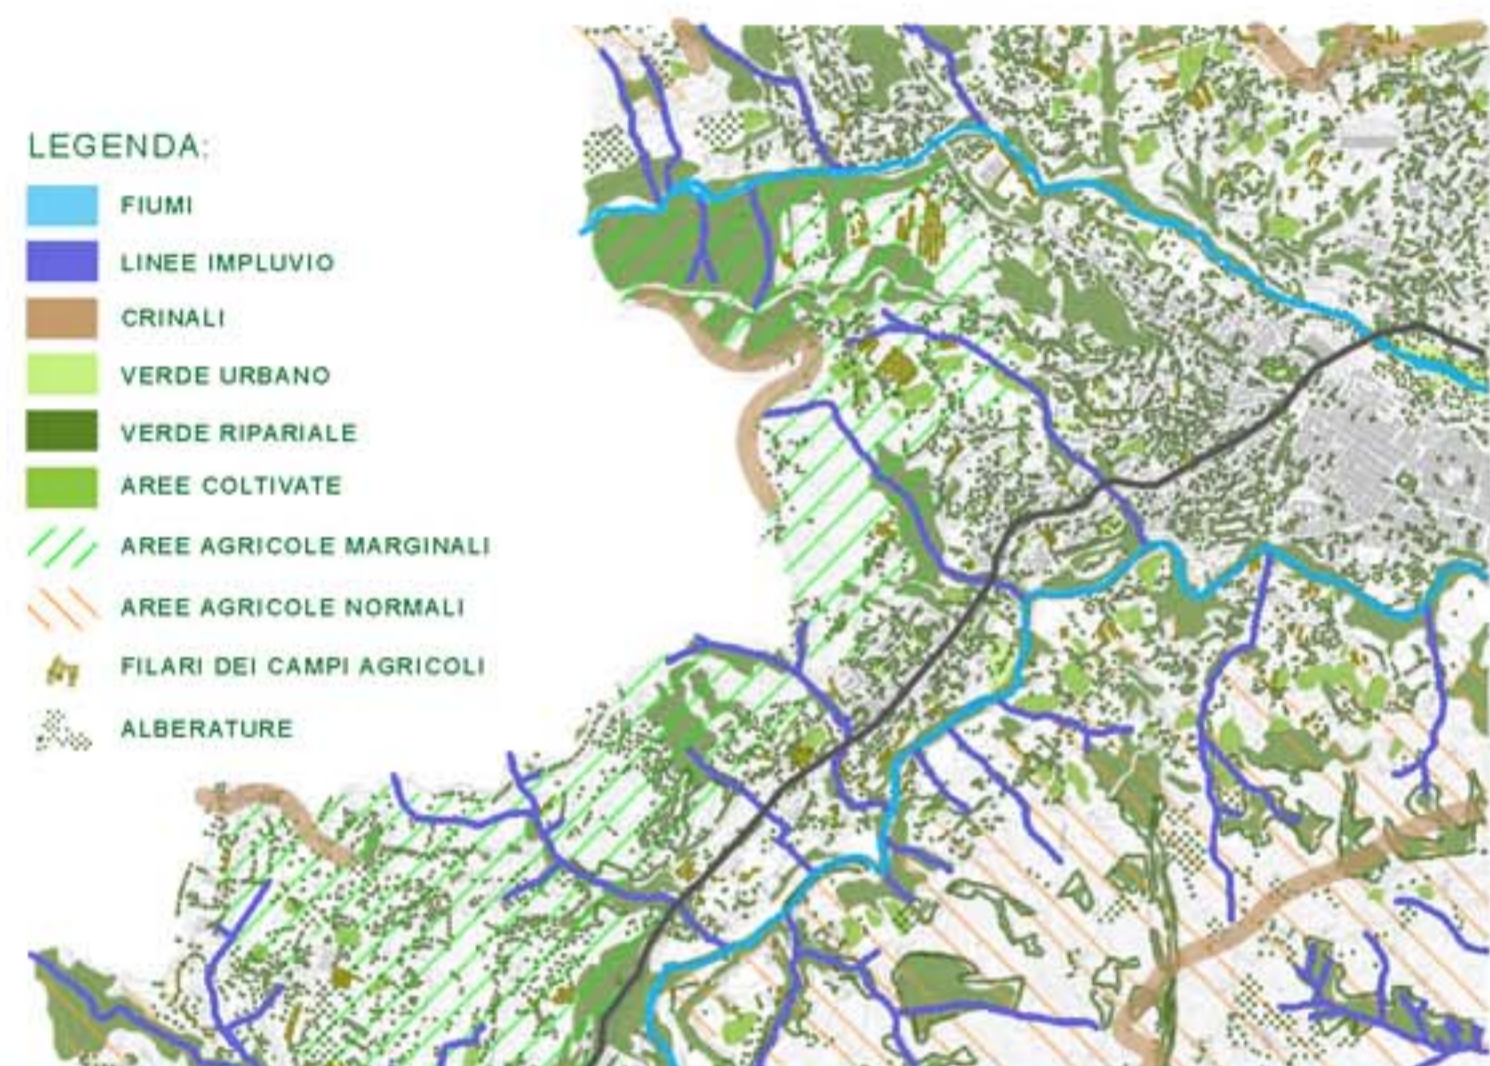 LEGENDA:
FIUMI
LINEE IMPLUVIO
CRINALI
VERDE URBANO
VERDE RIPARIALE
AREE COLTIVATE
AREE AGRICOLE MARGINALI
AREE AGRICOLE NORMALI
FILARI DEI CAMPI AGRICOLI
ALBERATURE